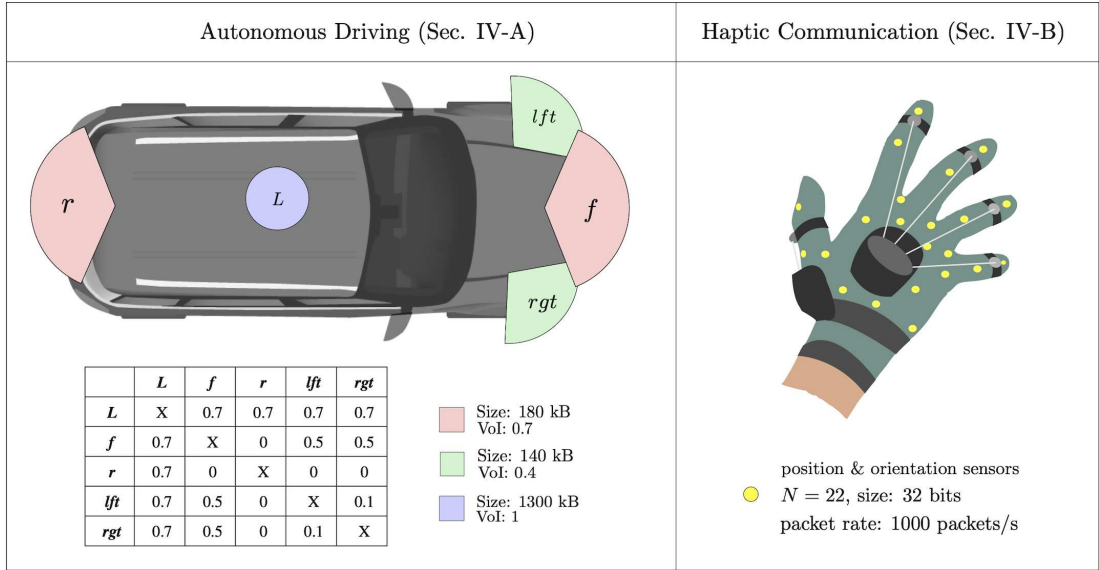 Autonomous Driving (Sec. IV-A)
Haptic Communication (Sec. IV-B)
lft
r
L
f
rgt
L f r lft rgt
L X 0.7 0.7 0.7 0.7
f 0.7 X 0 0.5 0.5
r 0.7 0 X 0 0
lft 0.7 0.5 0 X 0.1
rgt 0.7 0.5 0 0.1 X
Size: 180 kB
VoI: 0.7
Size: 140 kB
VoI: 0.4
Size: 1300 kB
VoI: 1
position & orientation sensors
N = 22, size: 32 bits
packet rate: 1000 packets/s